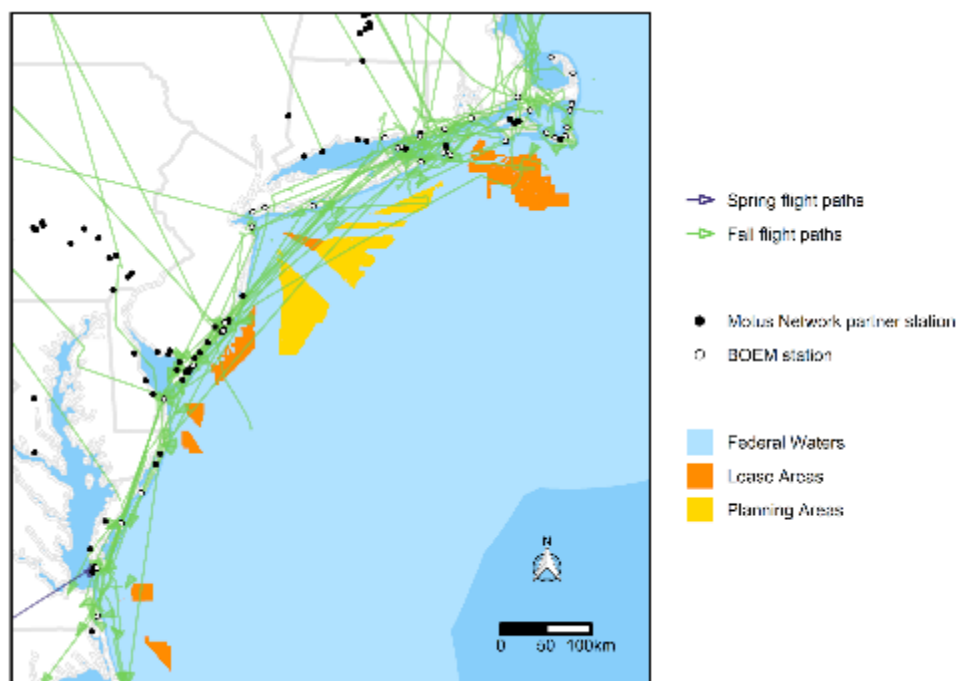 Spring flight paths
Fall flight paths
Motus Network partner station
BOEM station
Federal Waters
Lease Areas
Planning Areas
N
0 50 100km